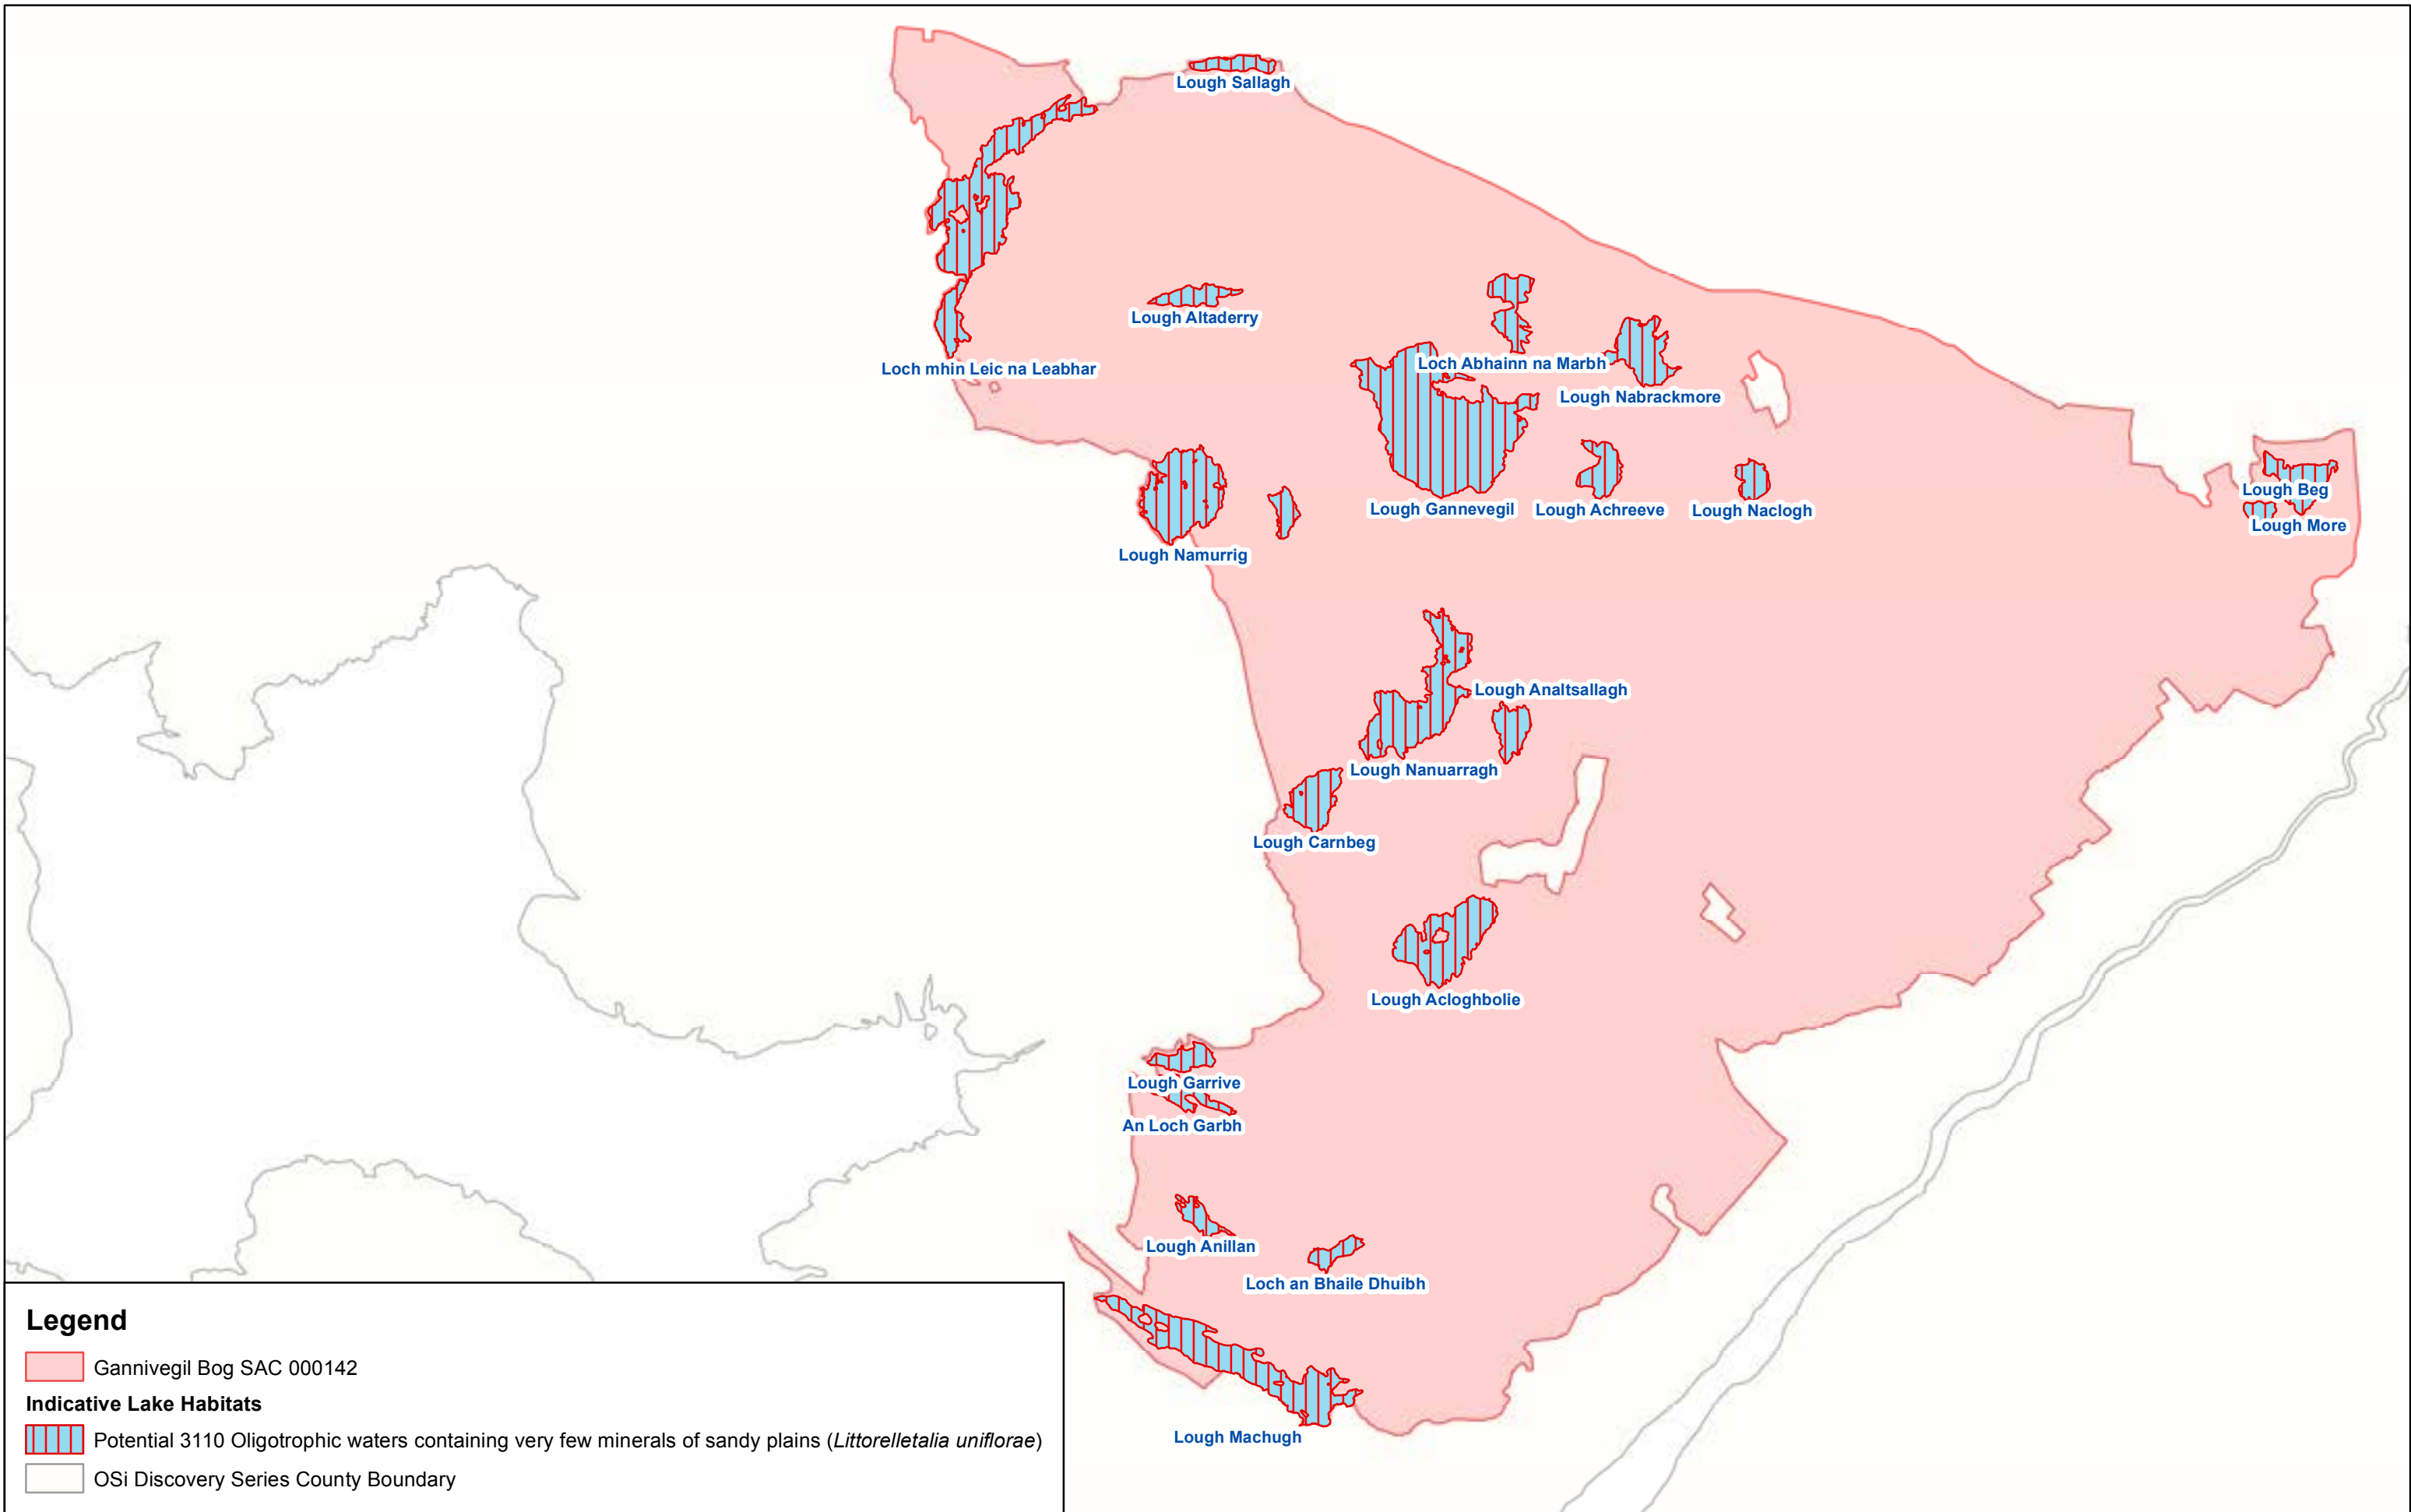 Lough Sallagh
Lough Altaderry
Loch mhin Leic na Leabhar
Loch Abhainn na Marbh
Lough Nabrackmore
Lough Gannevegil
Lough Achreeve
Lough Naclogh
Lough Beg
Lough More
Lough Namurrig
Lough Analtsallagh
Lough Nanuarragh
Lough Carnbeg
Lough Acloghbolie
Lough Garrive
An Loch Garbh
Lough Anillan
Loch an Bhaile Dhuibh
Lough Machugh
Legend
Gannivegil Bog SAC 000142
Indicative Lake Habitats
Potential 3110 Oligotrophic waters containing very few minerals of sandy plains (Littorelletalia uniflorae)
OSi Discovery Series County Boundary